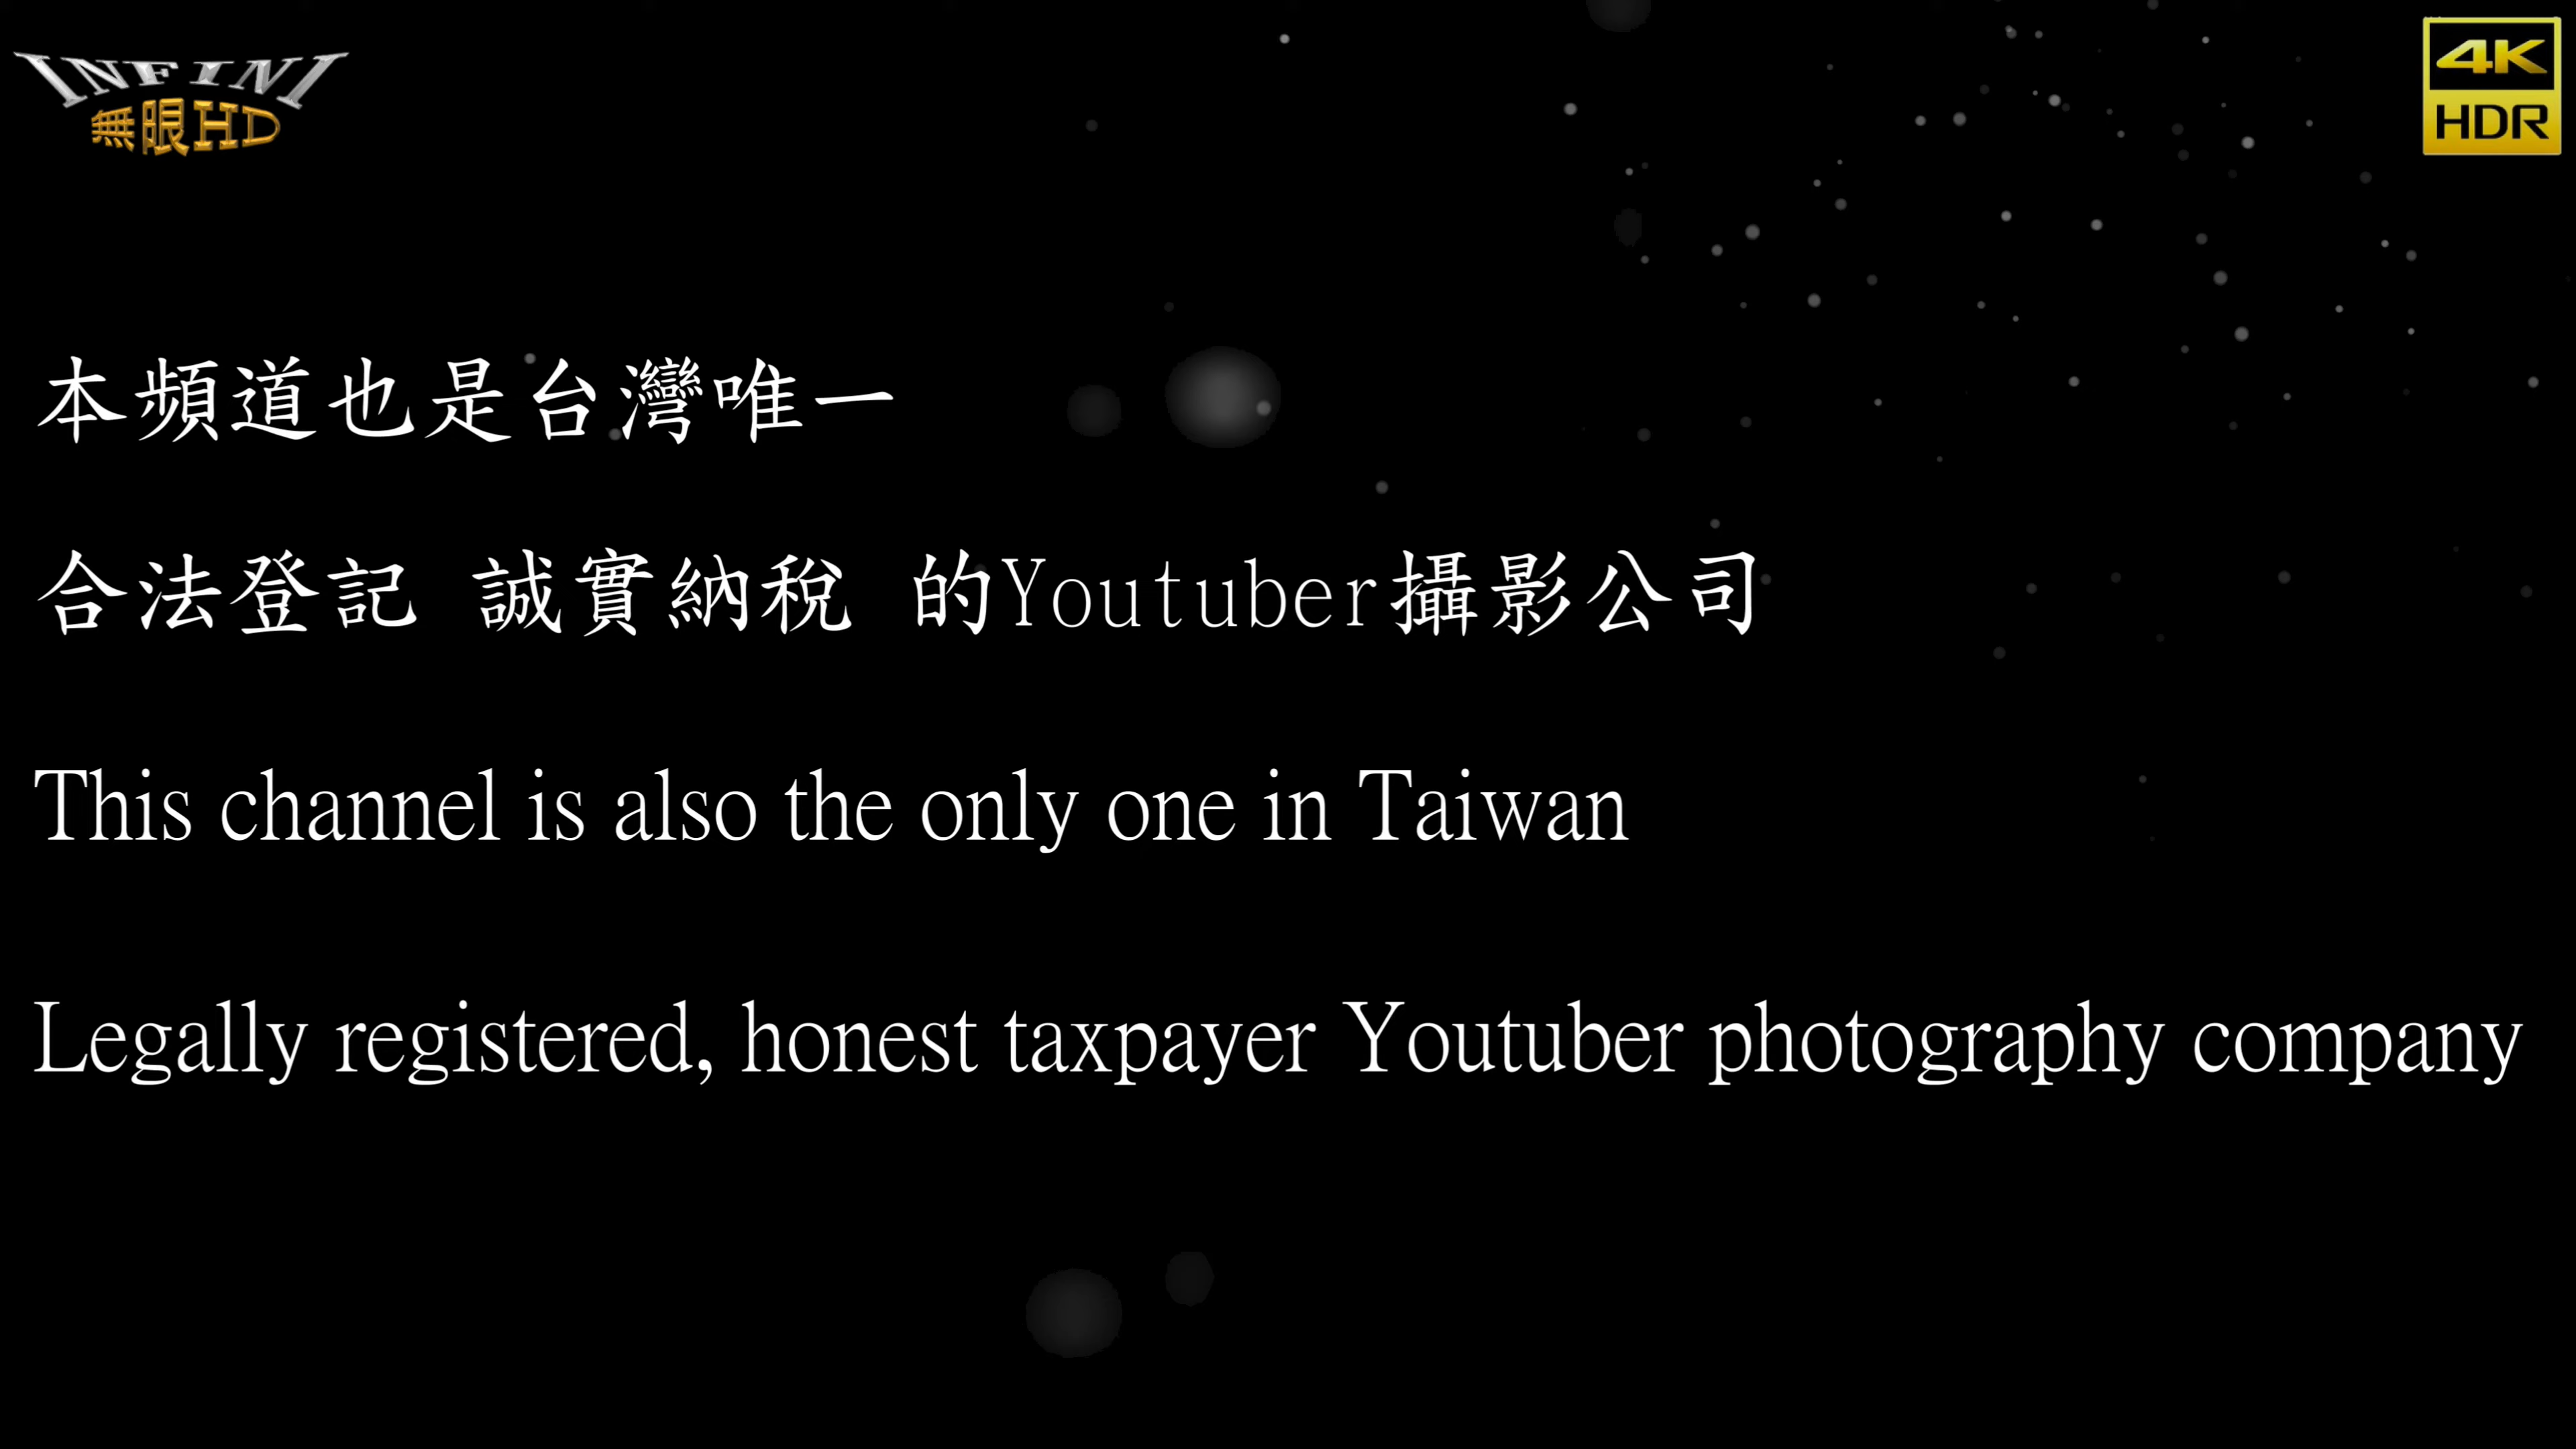 INFINI
無限HD
4K
HDR
本頻道也是台灣唯一
合法登記 誠實納稅 的Youtuber攝影公司
This channel is also the only one in Taiwan
Legally registered, honest taxpayer Youtuber photography company